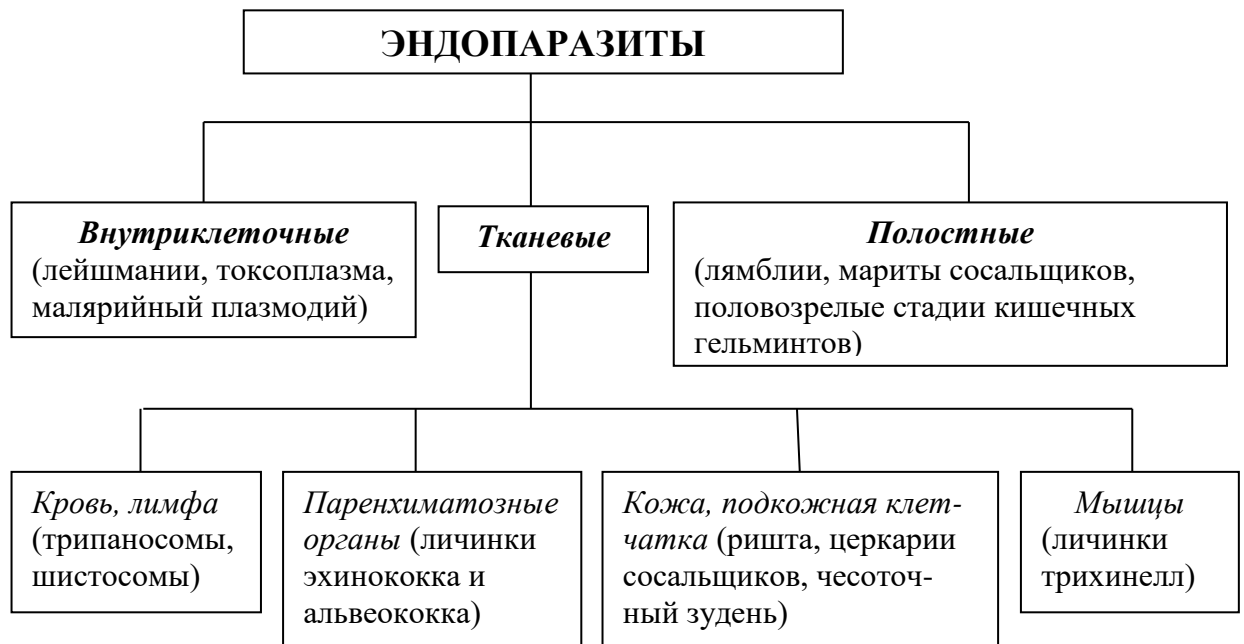 ЭНДОПАРАЗИТЫ
Внутриклеточные
(лейшмании, токсоплазма,
малярийный плазмодий)
Тканевые
Полостные
(лямблии, мариты сосальщиков,
половозрелые стадии кишечных
гельминтов)
Кровь, лимфа
(трипаносомы,
шистосомы)
Паренхиматозные
органы (личинки
эхинококка и
альвеококка)
Кожа, подкожная клет-
чатка (ришта, церкарии
сосальщиков, чесоточ-
ный зудень)
Мышцы
(личинки
трихинелл)